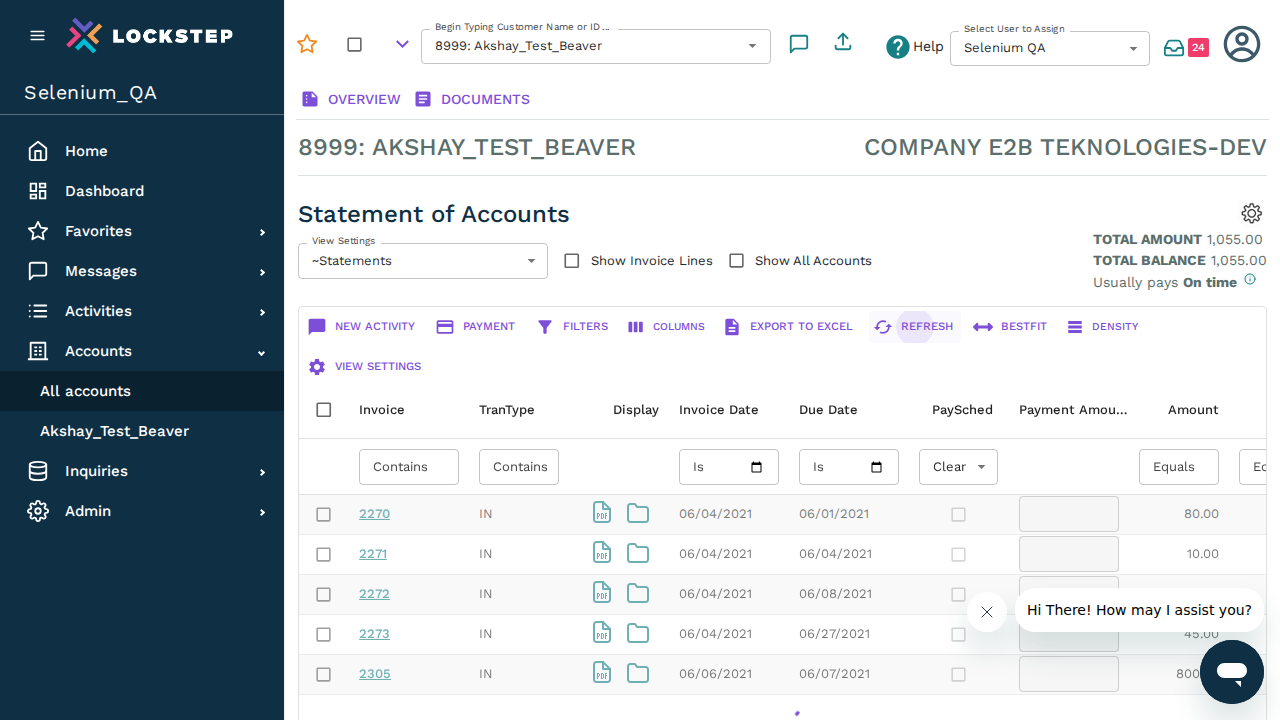 LOCKSTEP
Selenium_QA
Home
Dashboard
Favorites
Messages
Activities
Accounts
All accounts
Akshay_Test_Beaver
Inquiries
Admin
Begin Typing Customer Name or ID ...
8999: Akshay_Test_Beaver
Help
Select User to Assign
Selenium QA
24
OVERVIEW DOCUMENTS
8999: AKSHAY_TEST_BEAVER COMPANY E2B TEKNOLOGIES-DEV
Statement of Accounts
View Settings
~Statements
Show Invoice Lines
Show All Accounts
TOTAL AMOUNT 1,055.00
TOTAL BALANCE 1,055.00
Usually pays On time
NEW ACTIVITY PAYMENT FILTERS COLUMNS EXPORT TO EXCEL REFRESH BESTFIT DENSITY
VIEW SETTINGS
Invoice TranType Display Invoice Date Due Date PaySched Payment Amou... Amount
Contains Contains Is Is Clear Equals
2270 IN PDF 06/04/2021 06/01/2021 80.00
2271 IN PDF 06/04/2021 06/04/2021 10.00
2272 IN PDF 06/04/2021 06/08/2021
2273 IN PDF 06/04/2021 06/27/2021 45.00
2305 IN PDF 06/06/2021 06/07/2021
Hi There! How may I assist you?